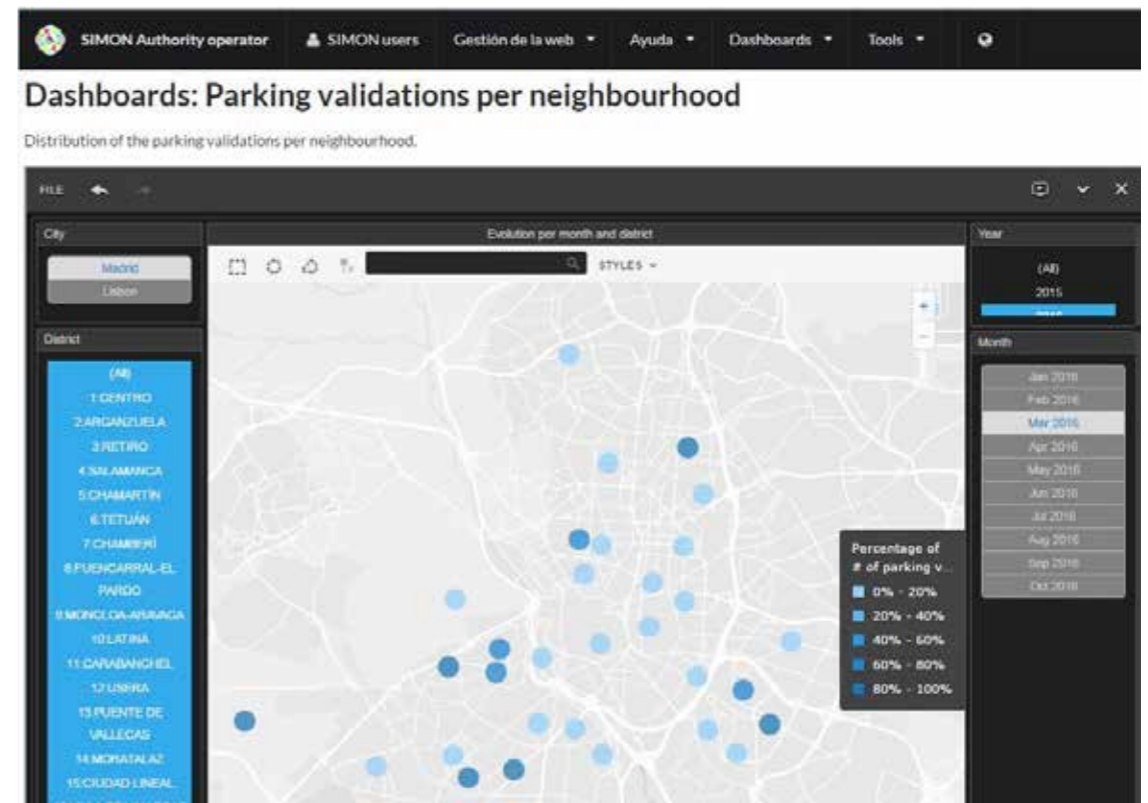 SIMON Authority operator SIMON users Gestión de la web Ayuda Dashboards Tools
Dashboards: Parking validations per neighbourhood
Distribution of the parking validations per neighbourhood.
FILE
City
Madrid
Lisbon
District
(All)
1.CENTRO
2.ARGANZUELA
3.RETIRO
4.SALAMANCA
5.CHAMARTÍN
6.TETUÁN
7.CHAMBERÍ
8.FUENCARRAL-EL
PARDO
9.MONCLOA-ARAVACA
10.LATINA
11.CARABANCHEL
12.USERA
13.PUENTE DE
VALLECAS
14.MORATALAZ
15.CIUDAD LINEAL
Evolution per month and district
STYLES
+
-
Percentage of
# of parking v...
0% - 20%
20% - 40%
40% - 60%
60% - 80%
80% - 100%
Year
(All)
2015
2016
Month
Jan 2016
Feb 2016
Mar 2016
Apr 2016
May 2016
Jun 2016
Jul 2016
Aug 2016
Sep 2016
Oct 2016